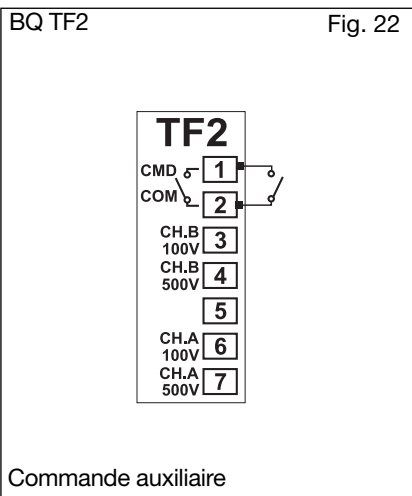 BQ TF2 Fig. 22
TF2
CMD 1
COM 2
CH.B
100V 3
CH.B
500V 4
5
CH.A
100V 6
CH.A
500V 7
Commande auxiliaire